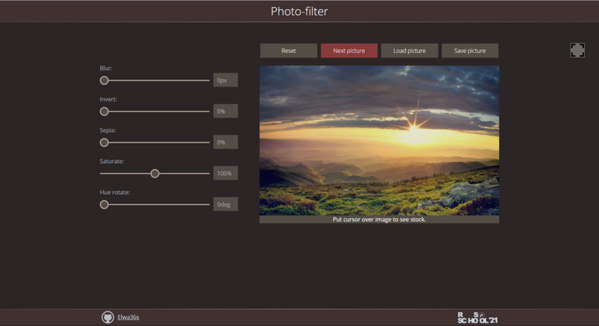 Photo-filter
Reset
Next picture
Load picture
Save picture
Blur:
0px
Invert:
0%
Sepia:
0%
Saturate:
100%
Hue rotate:
0deg
Put cursor over image to see stock.
Elwa36s
RS
SCHOOL'21